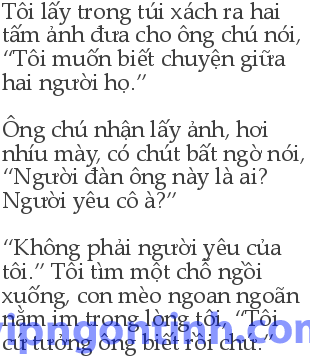 Tôi lấy trong túi xách ra hai
tấm ảnh đưa cho ông chú nói,
“Tôi muốn biết chuyện giữa
hai người họ.”

Ông chú nhận lấy ảnh, hơi
nhíu mày, có chút bất ngờ nói,
“Người đàn ông này là ai?
Người yêu cô à?”

“Không phải người yêu của
tôi.” Tôi tìm một chỗ ngồi
xuống, con mèo ngoan ngoãn
nằm im trong lòng tôi, “Tôi
cứ tưởng ông biết rồi chứ.”
vipngontinh.com